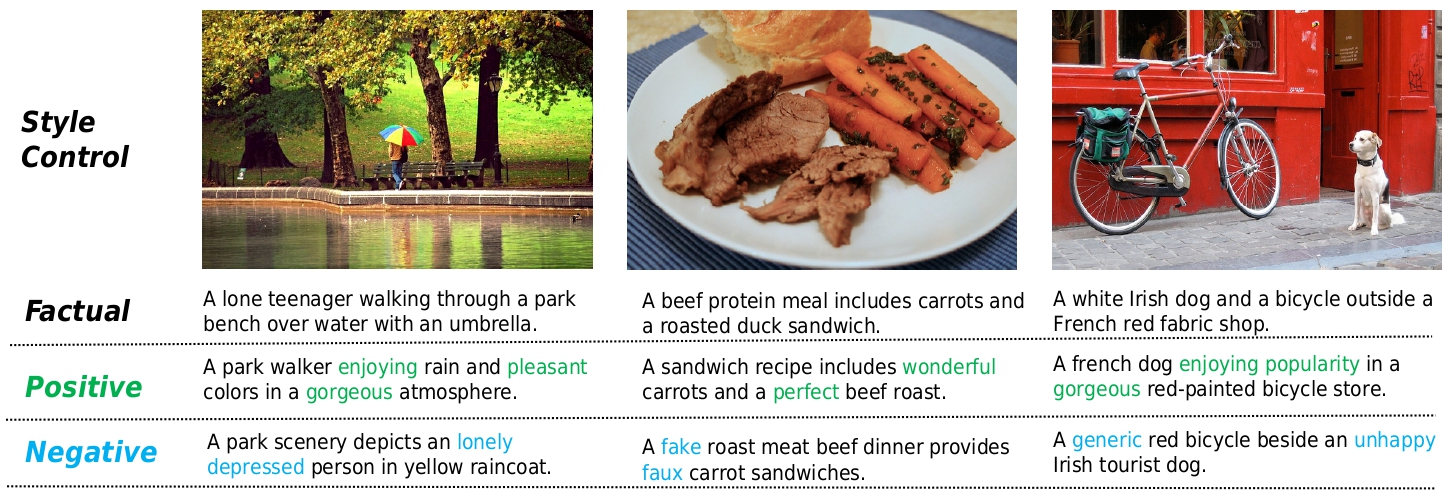 Style
Control
Factual
A lone teenager walking through a park
bench over water with an umbrella.
A beef protein meal includes carrots and
a roasted duck sandwich.
A white Irish dog and a bicycle outside a
French red fabric shop.
Positive
A park walker enjoying rain and pleasant
colors in a gorgeous atmosphere.
A sandwich recipe includes wonderful
carrots and a perfect beef roast.
A french dog enjoying popularity in a
gorgeous red-painted bicycle store.
Negative
A park scenery depicts an lonely
depressed person in yellow raincoat.
A fake roast meat beef dinner provides
faux carrot sandwiches.
A generic red bicycle beside an unhappy
Irish tourist dog.